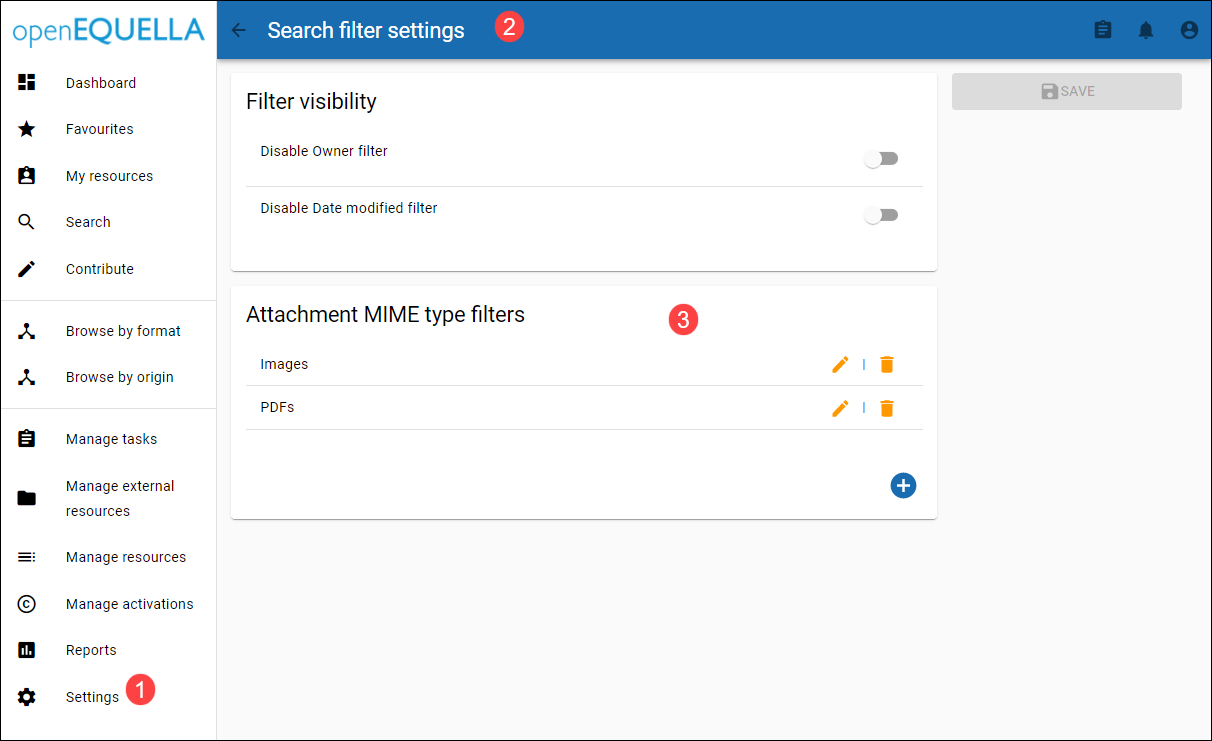 openEQUELLA
Search filter settings
2
Dashboard
Favourites
My resources
Search
Contribute
Browse by format
Browse by origin
Manage tasks
Manage external
resources
Manage resources
Manage activations
Reports
Settings
1
Filter visibility
Disable Owner filter
Disable Date modified filter
Attachment MIME type filters
3
Images
PDFs
SAVE